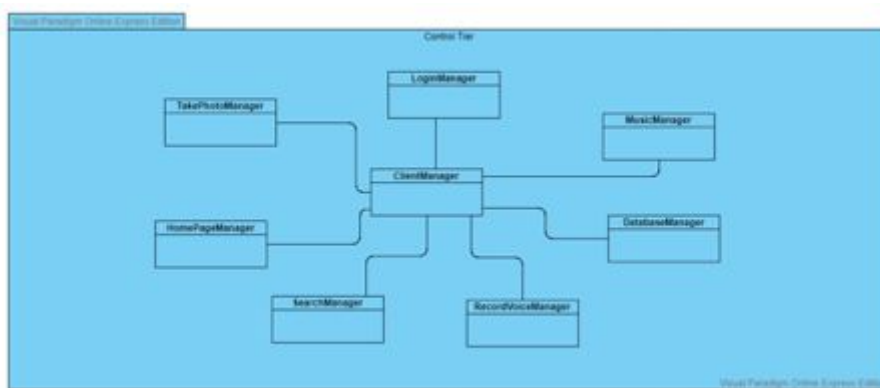 Visual Paradigm Online Express Edition
Control Tier
LoginManager
TakePhotoManager
MusicManager
ClientManager
HomePageManager
DatabaseManager
SearchManager
RecordVoiceManager
Visual Paradigm Online Express Edition